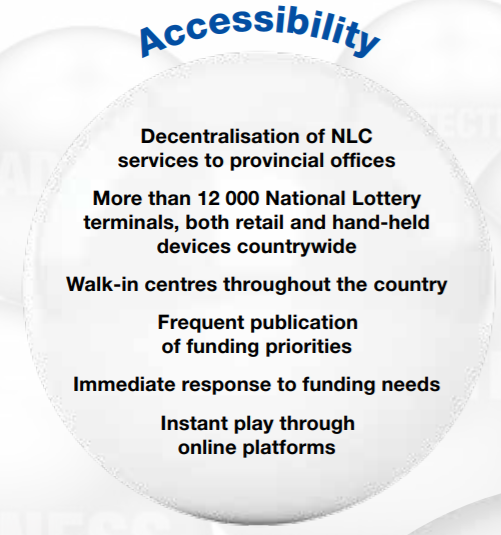 Accessibility
Decentralisation of NLC
services to provincial offices
More than 12 000 National Lottery
terminals, both retail and hand-held
devices countrywide
Walk-in centres throughout the country
Frequent publication
of funding priorities
Immediate response to funding needs
Instant play through
online platforms